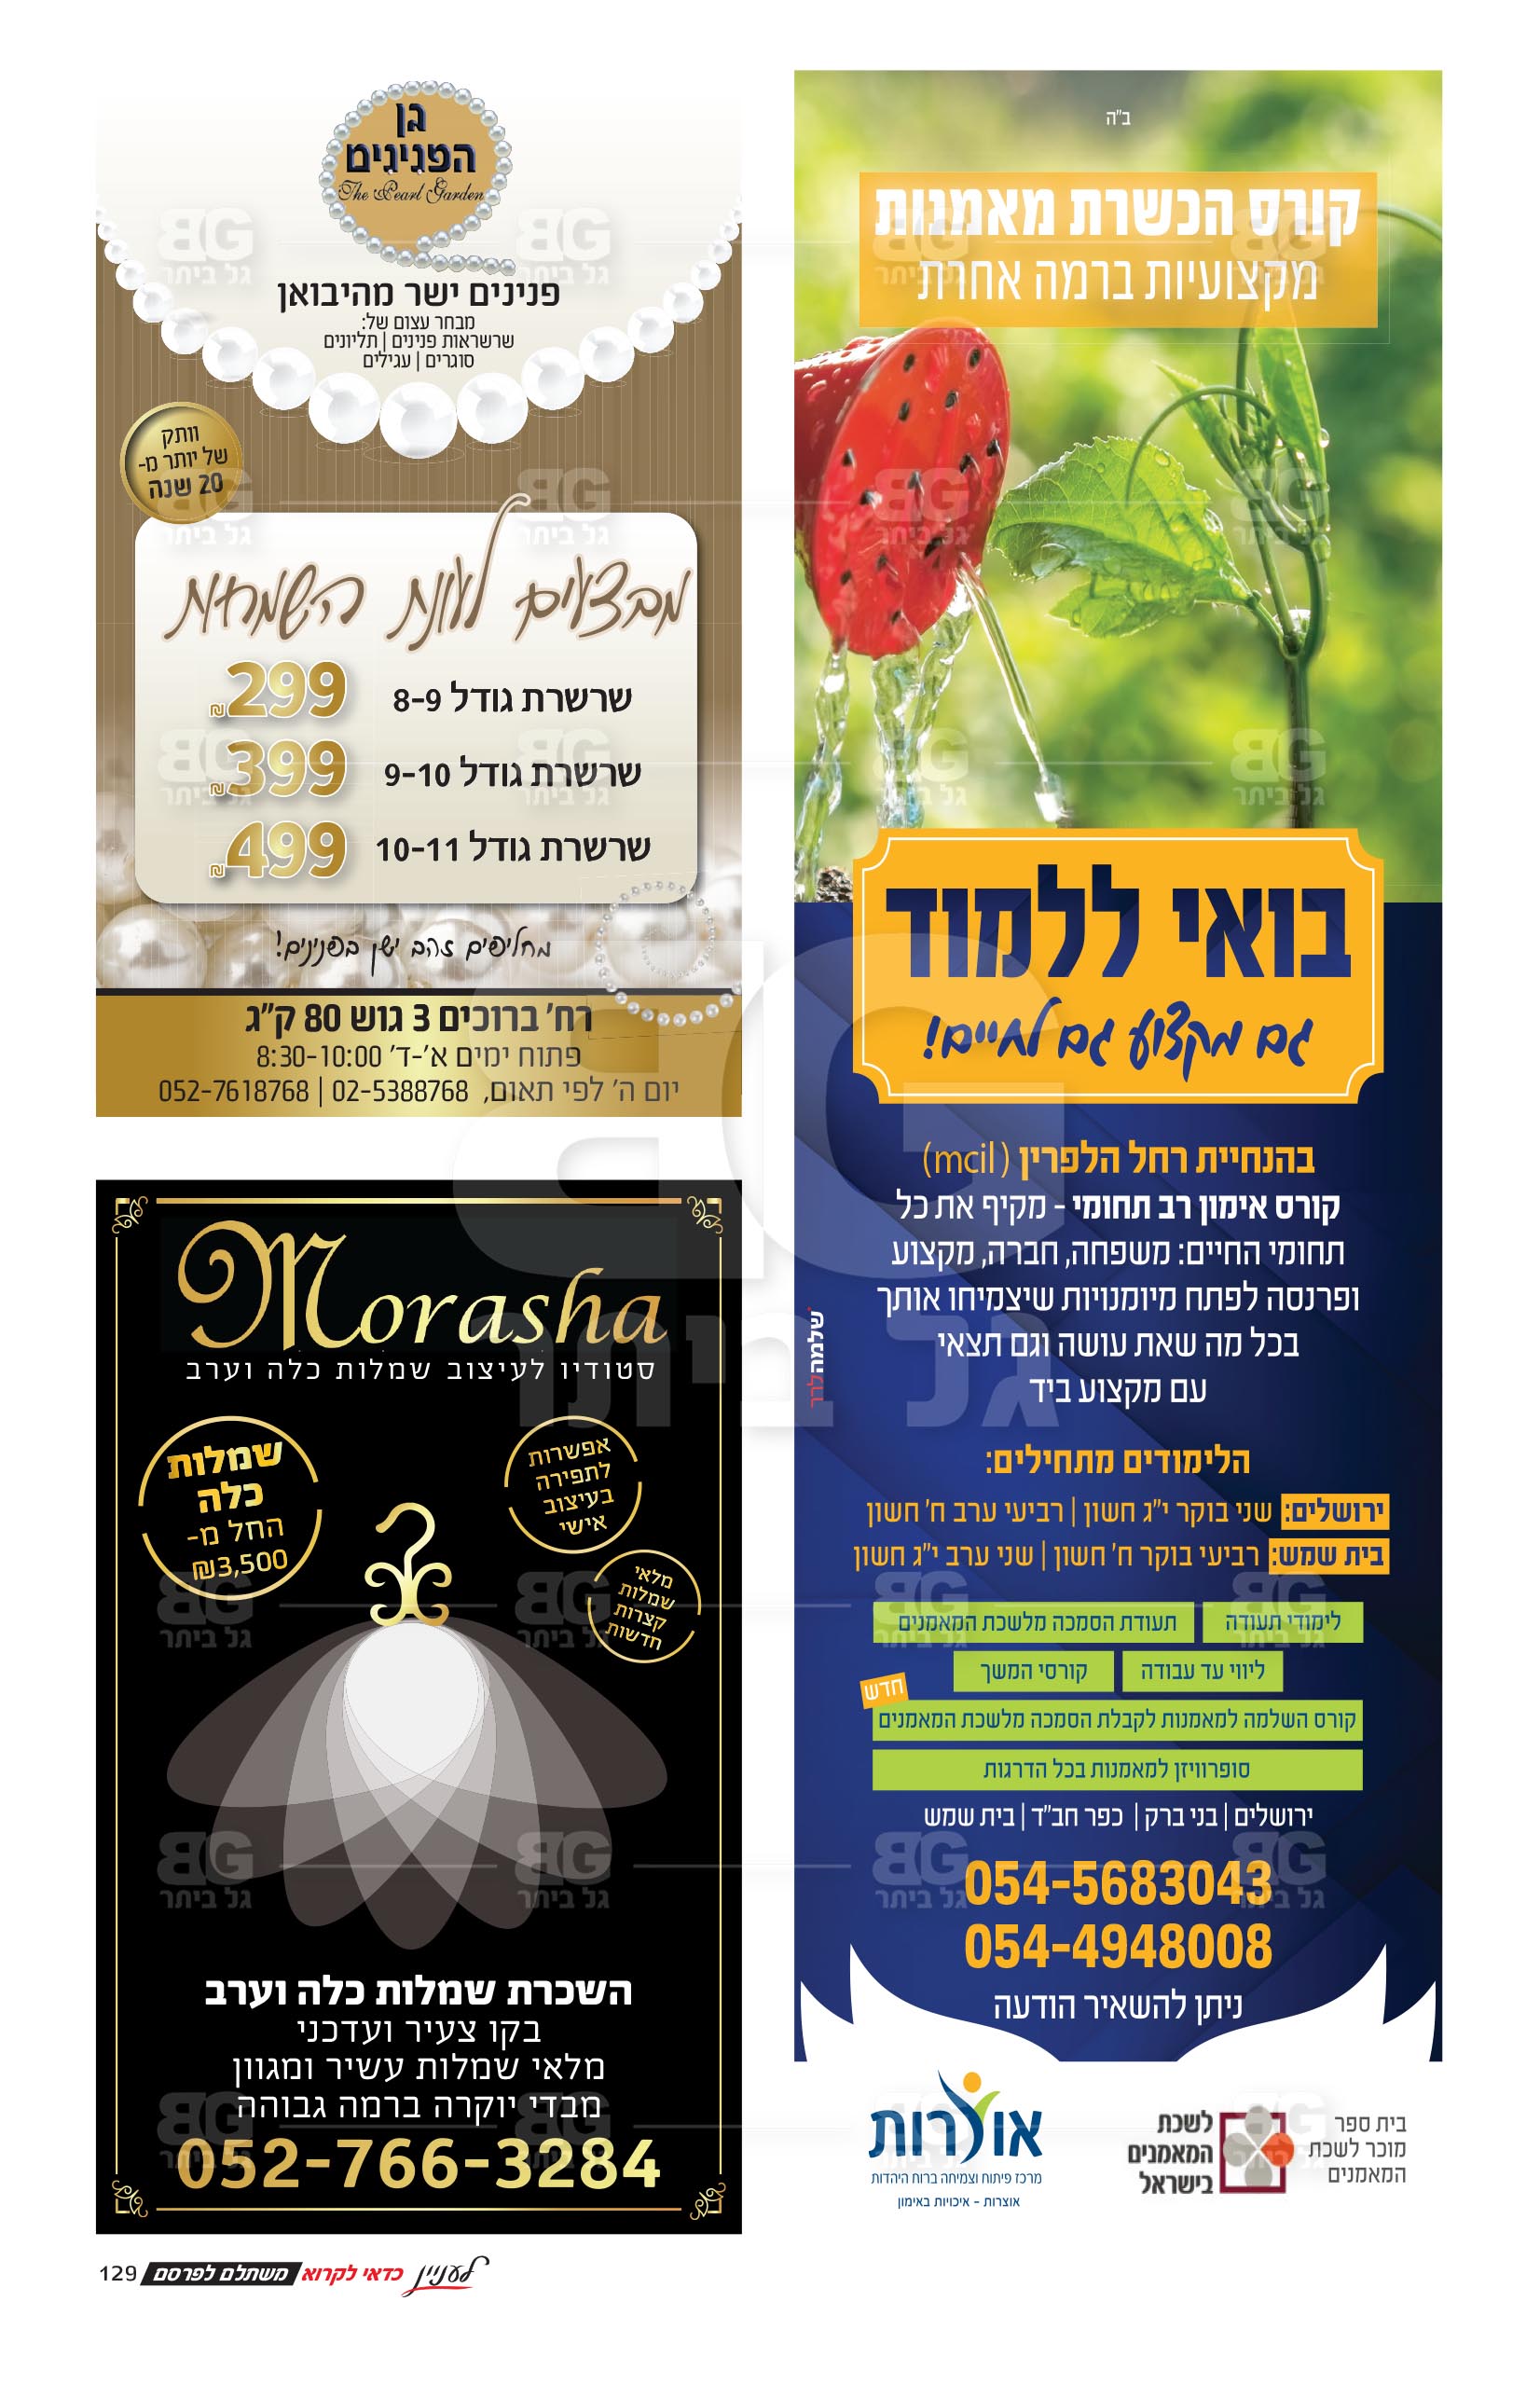 ב"ה
קורס הכשרת מאמנות
מקצועיות ברמה אחרת
בואי ללמוד
גם מקצוע גם לחיים!
בהנחיית רחל הלפרין (mcil)
קורס אימון רב תחומי - מקיף את כל
תחומי החיים: משפחה, חברה, מקצוע
ופרנסה לפתח מיומנויות שיצמיחו אותך
בכל מה שאת עושה וגם תצאי
עם מקצוע ביד
הלימודים מתחילים:
ירושלים: שני בוקר י"ג חשון | רביעי ערב ח' חשון
בית שמש: רביעי בוקר ח' חשון | שני ערב י"ג חשון
לימודי תעודה
תעודת הסמכה מלשכת המאמנים
ליווי עד עבודה
קורסי המשך
חדש
קורס השלמה למאמנות לקבלת הסמכה מלשכת המאמנים
סופרוויזן למאמנות בכל הדרגות
ירושלים | בני ברק | כפר חב"ד | בית שמש
054-5683043
054-4948008
ניתן להשאיר הודעה
בית ספר
מוכר לשכת
המאמנים
לשכת
המאמנים
בישראל
אוצרות
מרכז פיתוח וצמיחה ברוח היהדות
אוצרות - איכויות באימון
שלמהלרר
גן
הפנינים
The Pearl Garden
פנינים ישר מהיבואן
מבחר עצום של:
שרשראות פנינים | תליונים
סוגרים | עגילים
וותק
של יותר מ-
20 שנה
מבצעים לעונת השמחות
שרשרת גודל 8-9 299₪
שרשרת גודל 9-10 399₪
שרשרת גודל 10-11 499₪
מחליפים זהב ישן בפנינים!
רח' ברוכים 3 גוש 80 ק"ג
פתוח ימים א'-ד' 8:30-10:00
יום ה' לפי תאום, 02-5388768 | 052-7618768
Morasha
סטודיו לעיצוב שמלות כלה וערב
אפשרות
לתפירה
בעיצוב
אישי
שמלות
כלה
החל מ-
3,500₪
מלאי
שמלות
קצרות
חדשות
השכרת שמלות כלה וערב
בקו צעיר ועדכני
מלאי שמלות עשיר ומגוון
מבדי יוקרה ברמה גבוהה
052-766-3284
לעניין כדאי לקרוא משתלם לפרסם 129
BG
גל ביתר